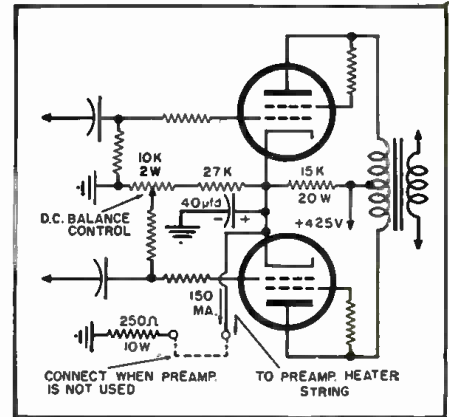 10K
2W
27K
15K
20W
D.C. BALANCE
CONTROL
40µfd
- +
+425V
150
MA.
250Ω
10W
CONNECT WHEN PREAMP.
IS NOT USED
TO PREAMP. HEATER
STRING